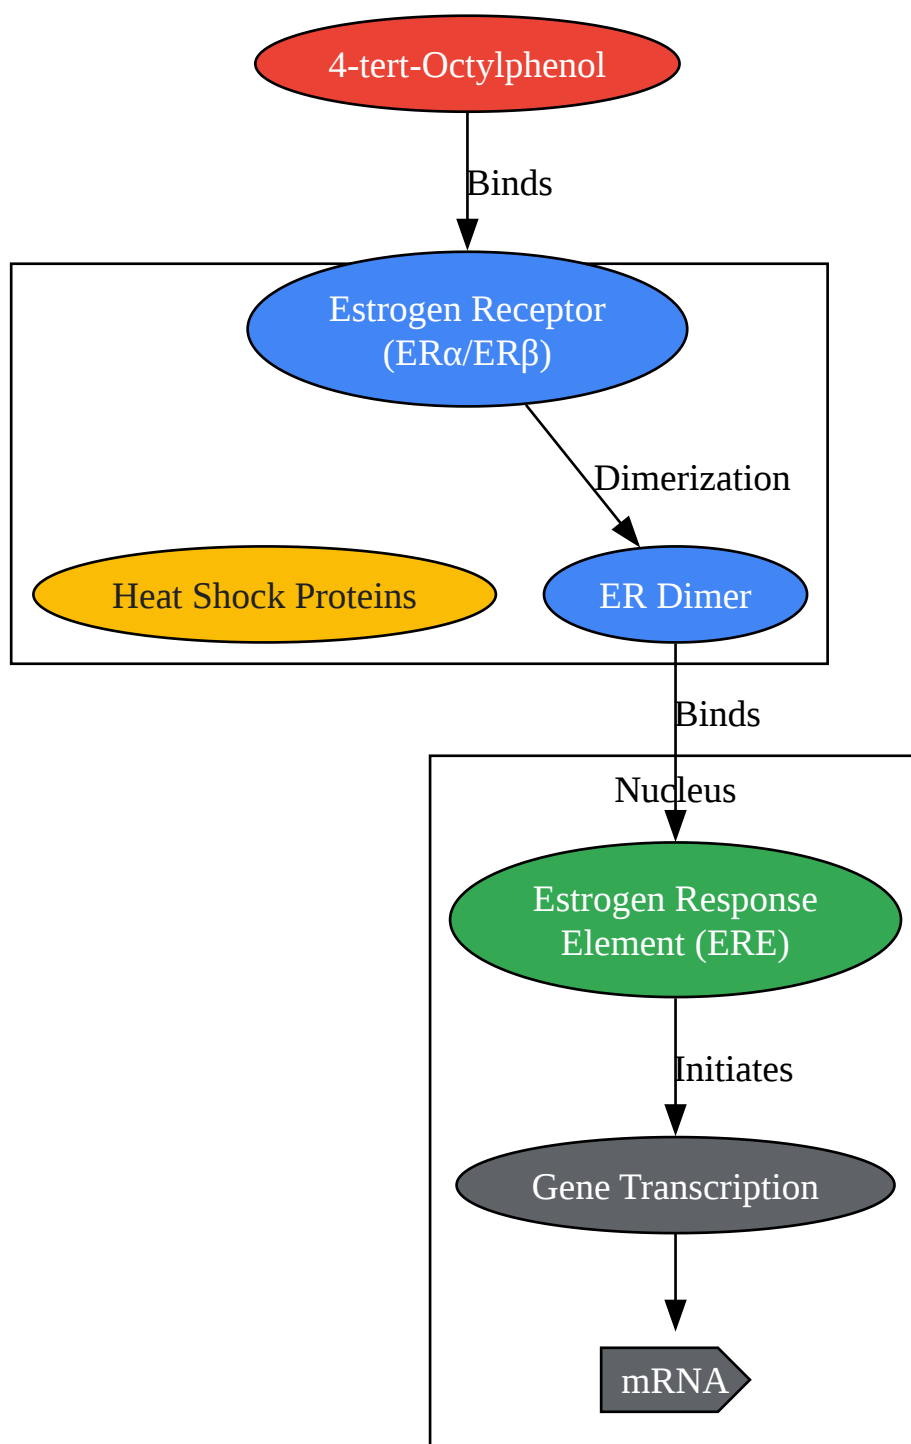 4-tert-Octylphenol
Binds
Estrogen Receptor
(ERα/ERβ)
Dimerization
Heat Shock Proteins
ER Dimer
Binds
Nucleus
Estrogen Response
Element (ERE)
Initiates
Gene Transcription
mRNA